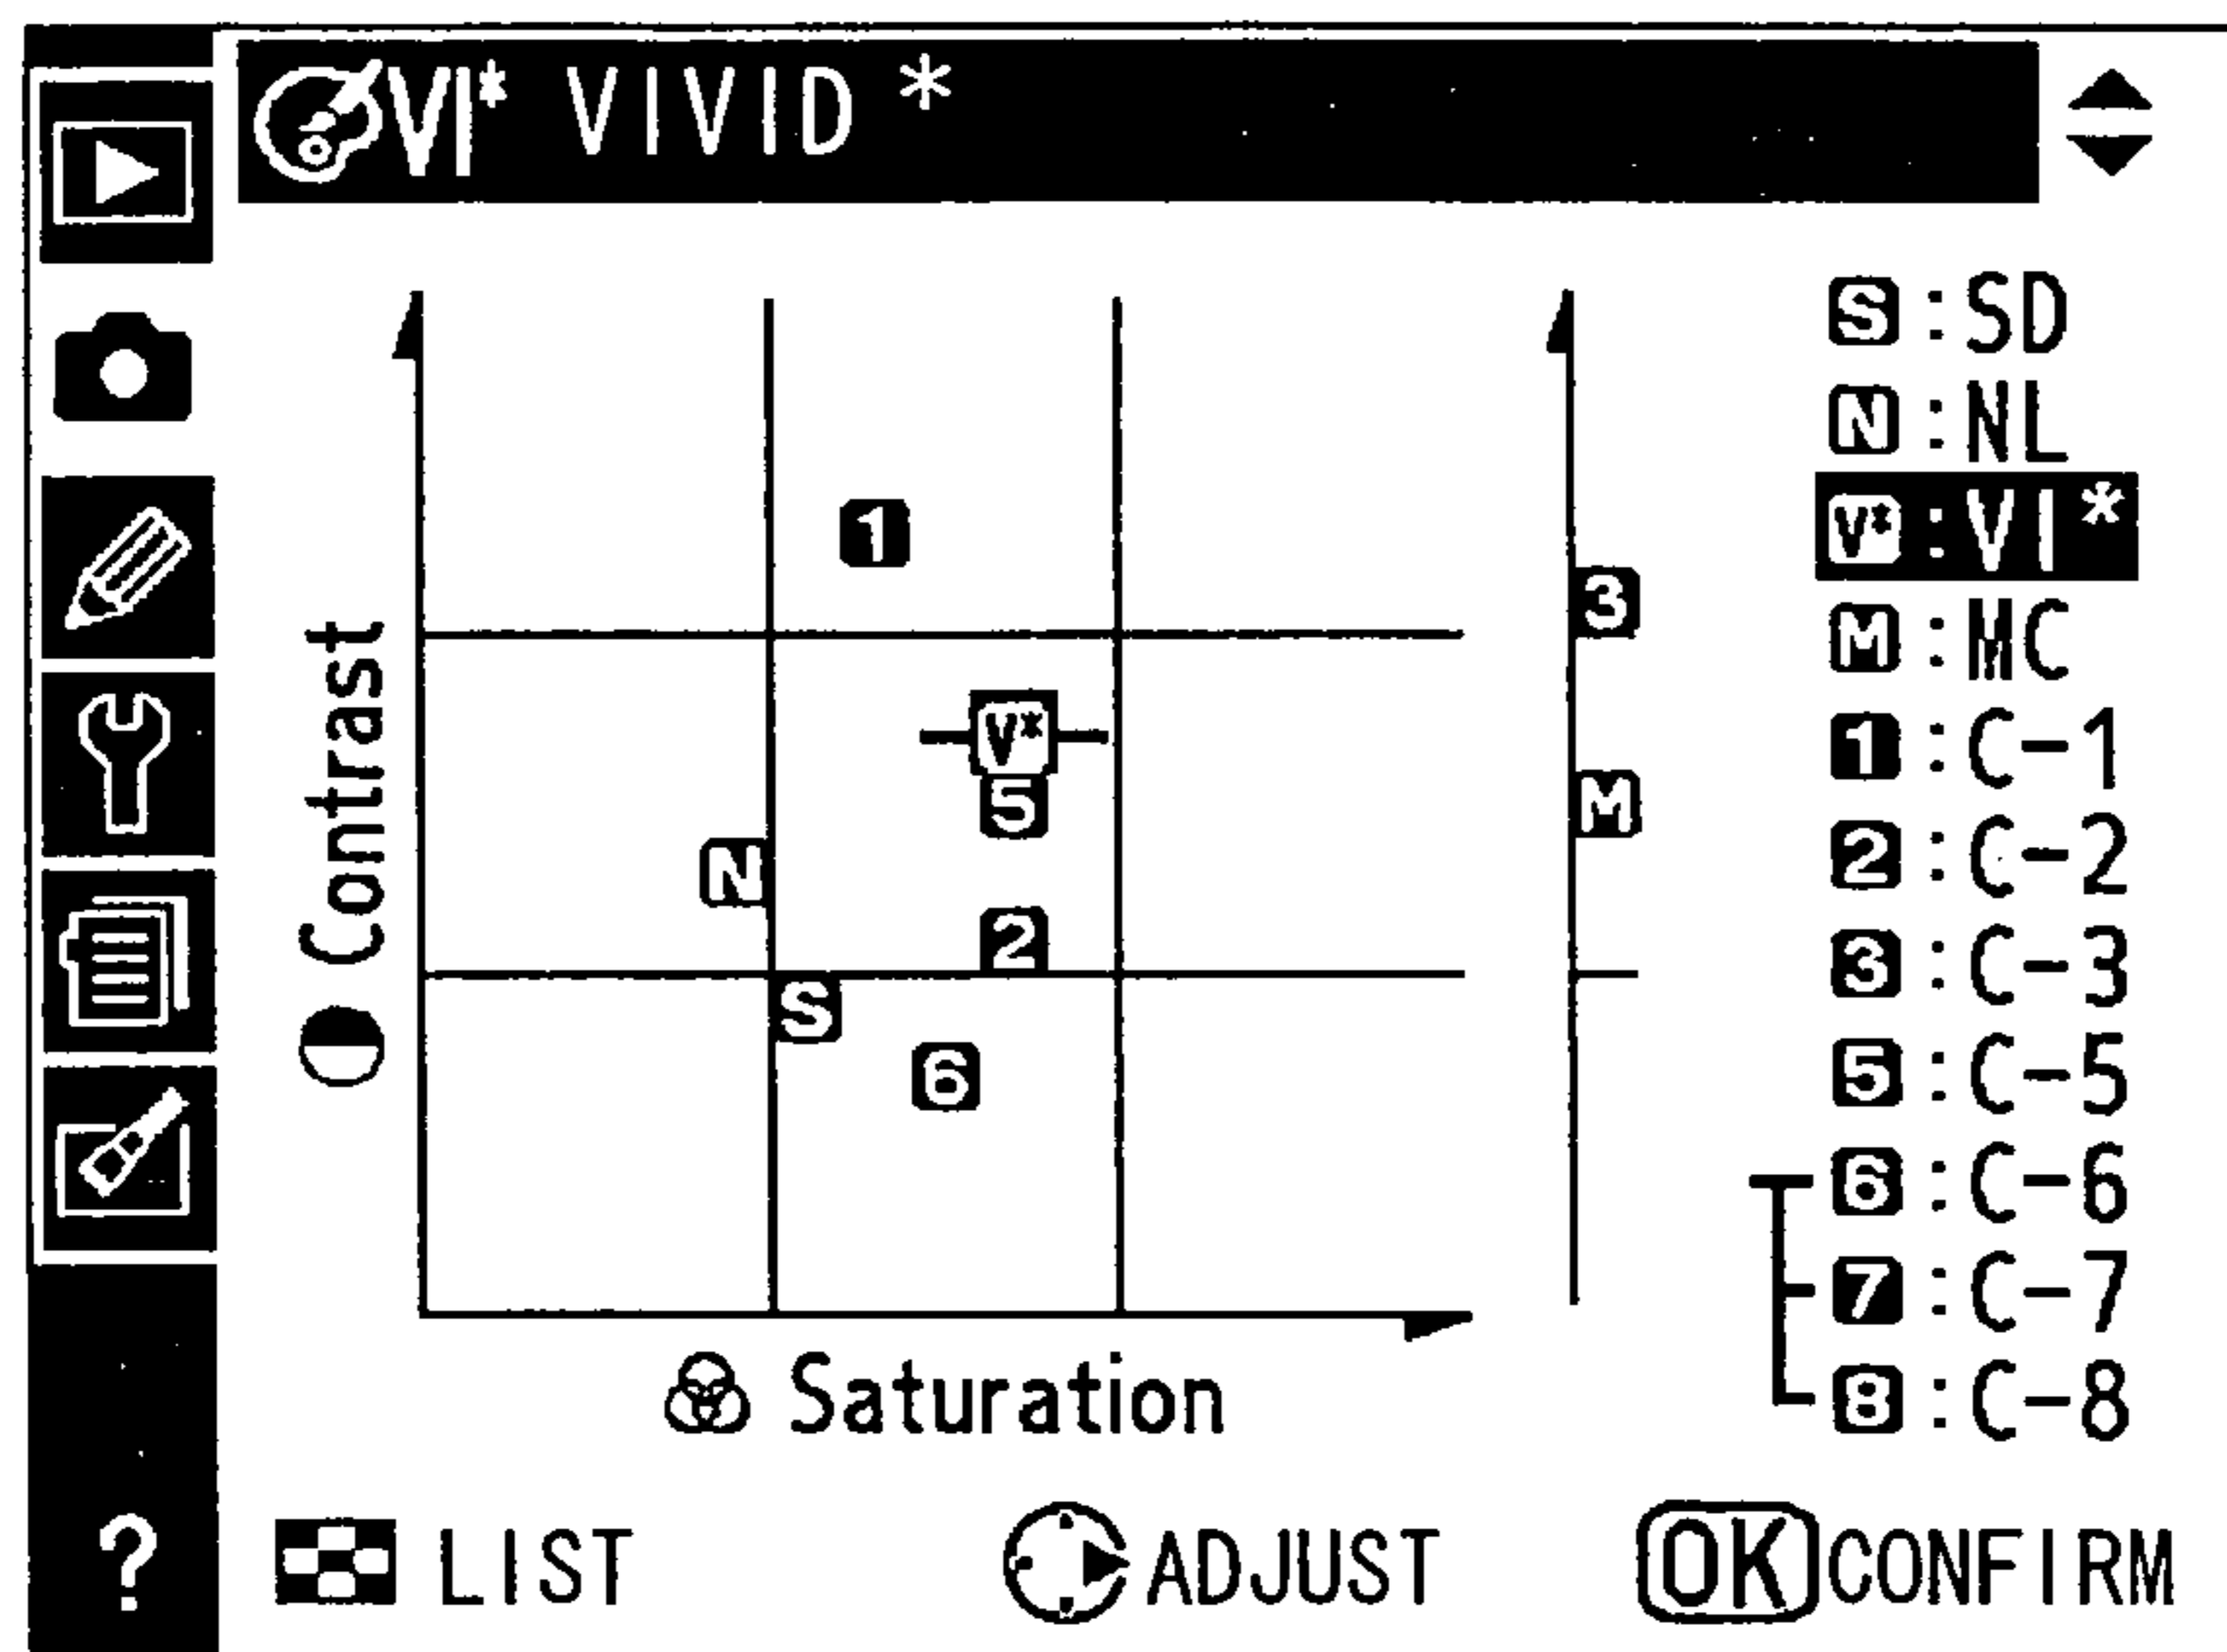 VI* VIVID *
S:SD
N:NL
V*:VI*
M:MC
1:C-1
2:C-2
3:C-3
5:C-5
6:C-6
7:C-7
8:C-8
Contrast
1
3
V*
5
M
N
2
S
6
Saturation
? LIST ADJUST OK CONFIRM